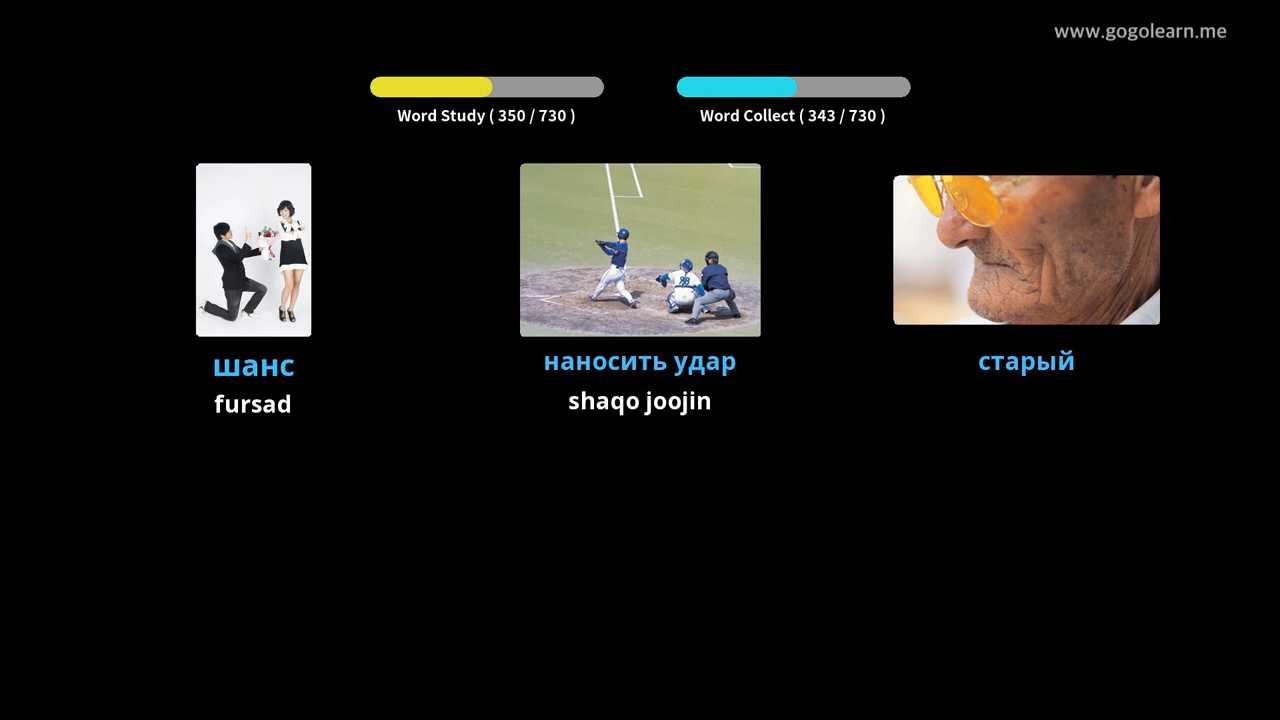 www.gogolearn.me
Word Study ( 350 / 730 )
Word Collect ( 343 / 730 )
шанс
fursad
наносить удар
shaqo joojin
старый